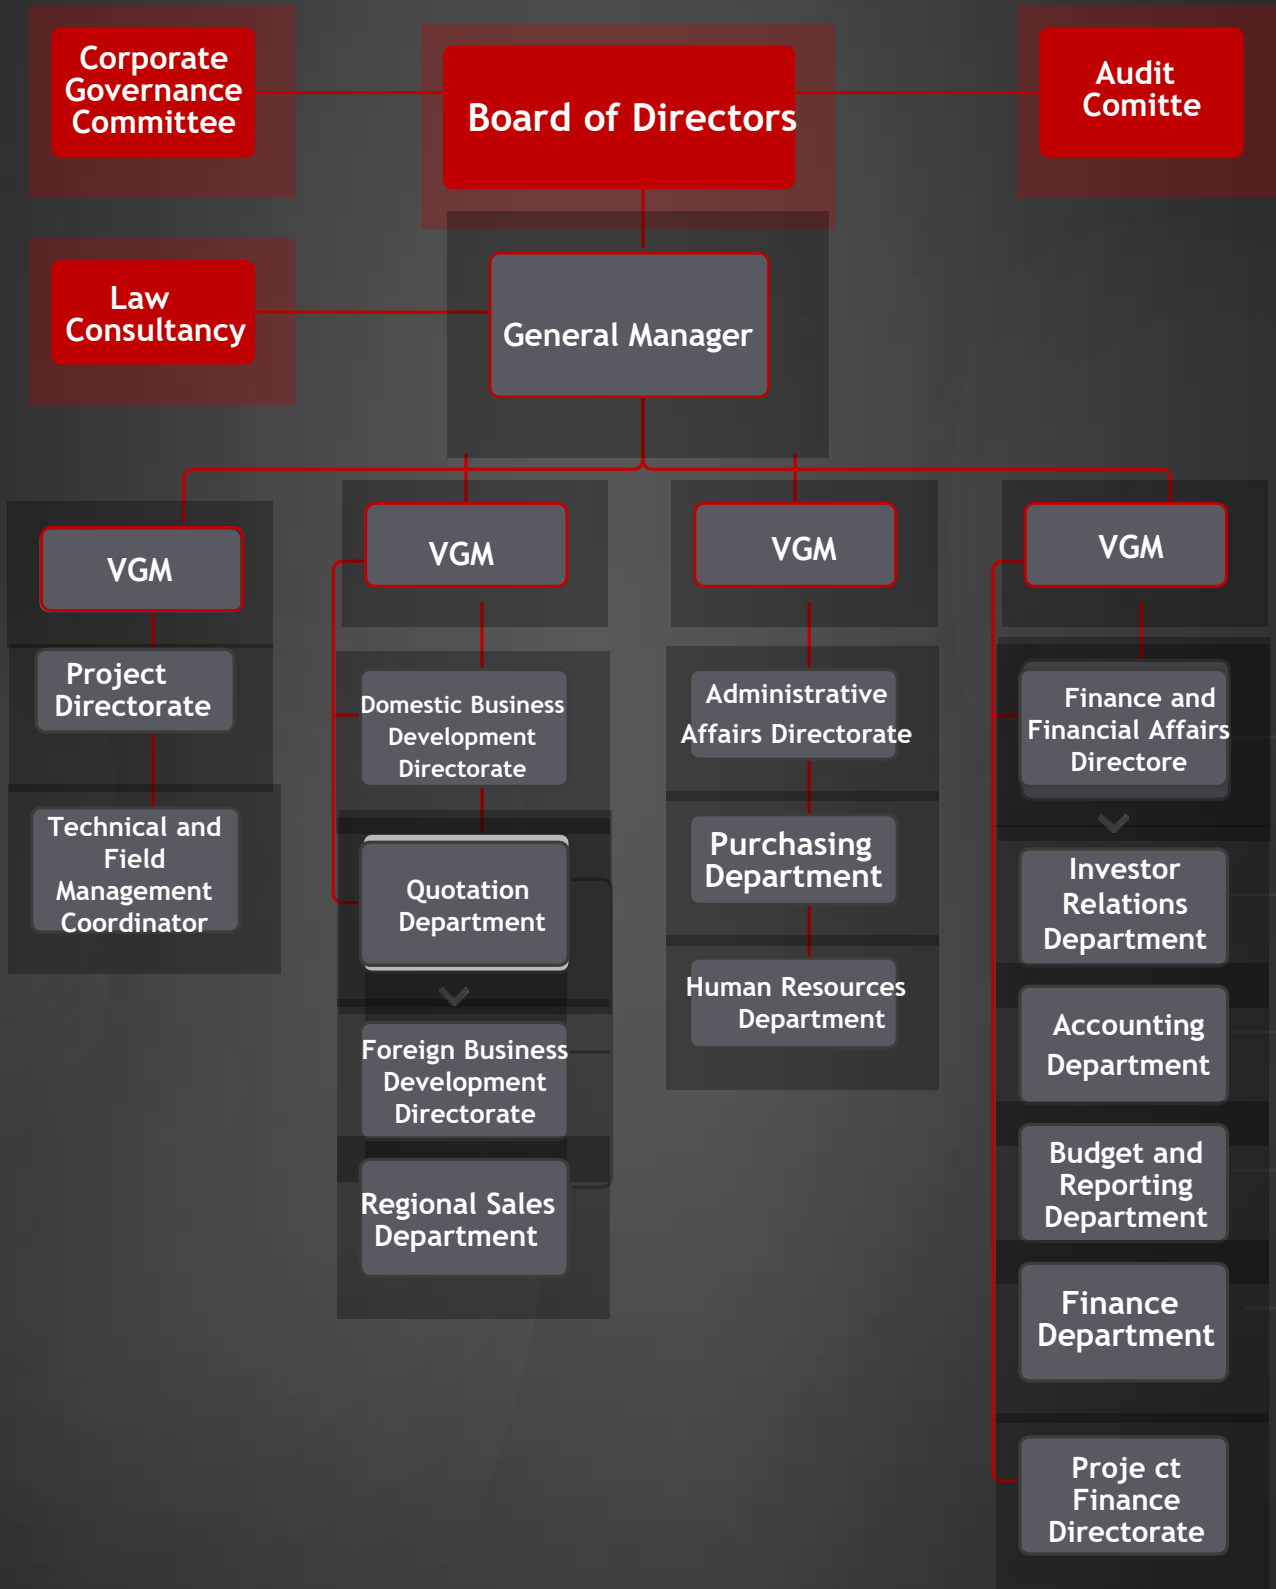 Corporate
Governance
Committee
Board of Directors
Audit
Comitte
Law
Consultancy
General Manager
VGM
VGM
VGM
VGM
Project
Directorate
Technical and
Field
Management
Coordinator
Domestic Business
Development
Directorate
Quotation
Department
Foreign Business
Development
Directorate
Regional Sales
Department
Administrative
Affairs Directorate
Purchasing
Department
Human Resources
Department
Finance and
Financial Affairs
Directore
Investor
Relations
Department
Accounting
Department
Budget and
Reporting
Department
Finance
Department
Proje ct
Finance
Directorate